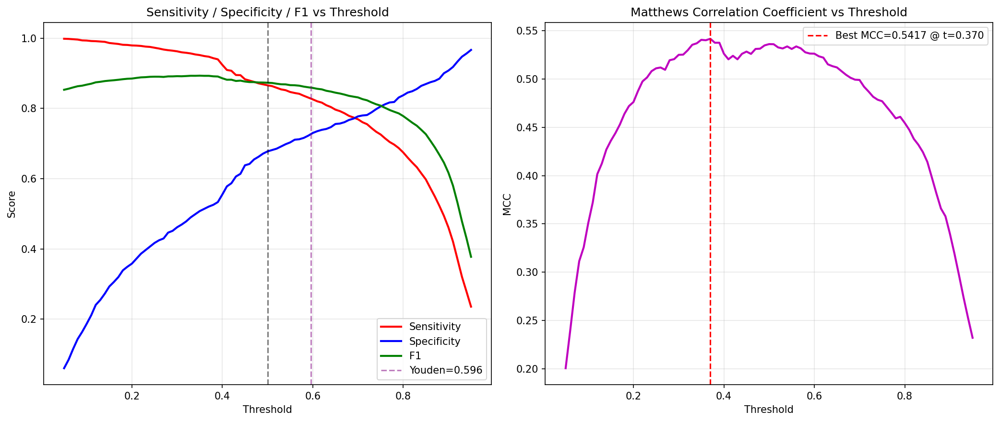 Sensitivity / Specificity / F1 vs Threshold
1.0
0.8
0.6
0.4
0.2
Score
0.2 0.4 0.6 0.8
Threshold
Sensitivity
Specificity
F1
Youden=0.596
Matthews Correlation Coefficient vs Threshold
0.55
0.50
0.45
0.40
0.35
0.30
0.25
0.20
MCC
0.2 0.4 0.6 0.8
Threshold
Best MCC=0.5417 @ t=0.370